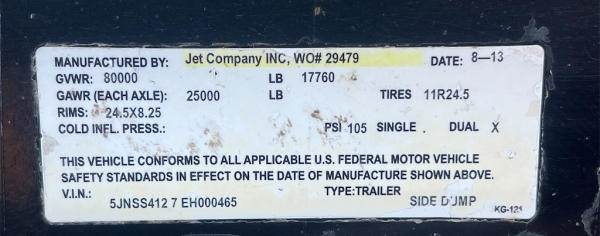 MANUFACTURED BY: Jet Company INC, WO# 29479 DATE: 8—13
GVWR: 80000 LB 17760
GAWR (EACH AXLE): 25000 LB TIRES 11R24.5
RIMS: 24.5X8.25
COLD INFL. PRESS.: PSI 105 SINGLE . DUAL X
THIS VEHICLE CONFORMS TO ALL APPLICABLE U.S. FEDERAL MOTOR VEHICLE
SAFETY STANDARDS IN EFFECT ON THE DATE OF MANUFACTURE SHOWN ABOVE.
V.I.N.: TYPE:TRAILER
5JNSS412 7 EH000465 SIDE DUMP KG-121